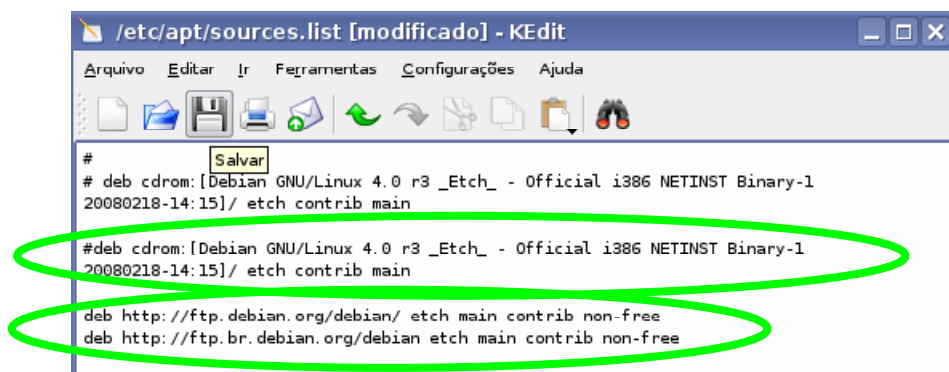 /etc/apt/sources.list [modificado] - KEdit
Arquivo Editar Ir Ferramentas Configurações Ajuda
Salvar
#
# deb cdrom:[Debian GNU/Linux 4.0 r3 _Etch_ - Official i386 NETINST Binary-1
20080218-14:15]/ etch contrib main
#deb cdrom:[Debian GNU/Linux 4.0 r3 _Etch_ - Official i386 NETINST Binary-1
20080218-14:15]/ etch contrib main
deb http://ftp.debian.org/debian/ etch main contrib non-free
deb http://ftp.br.debian.org/debian etch main contrib non-free